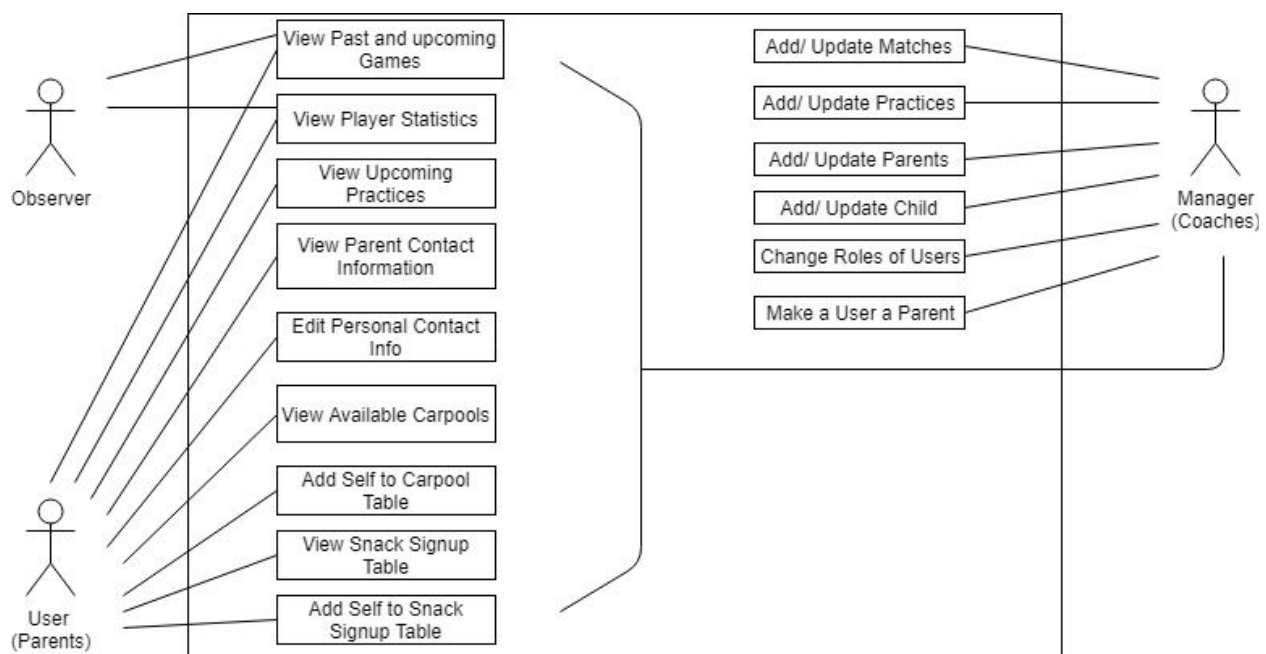 View Past and upcoming
Games
View Player Statistics
View Upcoming
Practices
View Parent Contact
Information
Edit Personal Contact
Info
View Available Carpools
Add Self to Carpool
Table
View Snack Signup
Table
Add Self to Snack
Signup Table
Add/ Update Matches
Add/ Update Practices
Add/ Update Parents
Add/ Update Child
Change Roles of Users
Make a User a Parent
Observer
User
(Parents)
Manager
(Coaches)